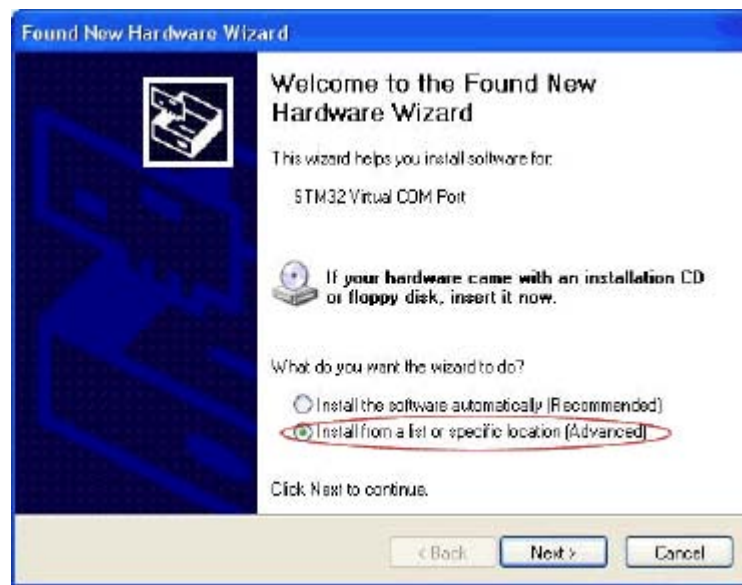 Found New Hardware Wizard
Welcome to the Found New
Hardware Wizard
This wizard helps you install software for:
STM32 Virtual COM Port
If your hardware came with an installation CD
or floppy disk, insert it now.
What do you want the wizard to do?
Install the software automatically (Recommended)
Install from a list or specific location (Advanced)
Click Next to continue.
< Back
Next >
Cancel